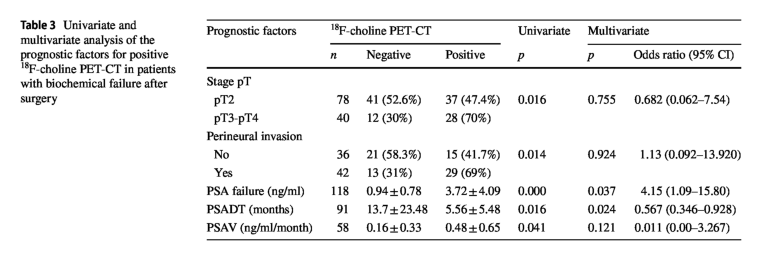 Table 3 Univariate and
multivariate analysis of the
prognostic factors for positive
18F-choline PET-CT in patients
with biochemical failure after
surgery
Prognostic factors 18F-choline PET-CT Univariate Multivariate
n Negative Positive p p Odds ratio (95% CI)
Stage pT
pT2 78 41 (52.6%) 37 (47.4%) 0.016 0.755 0.682 (0.062–7.54)
pT3-pT4 40 12 (30%) 28 (70%)
Perineural invasion
No 36 21 (58.3%) 15 (41.7%) 0.014 0.924 1.13 (0.092–13.920)
Yes 42 13 (31%) 29 (69%)
PSA failure (ng/ml) 118 0.94±0.78 3.72±4.09 0.000 0.037 4.15 (1.09–15.80)
PSADT (months) 91 13.7±23.48 5.56±5.48 0.016 0.024 0.567 (0.346–0.928)
PSAV (ng/ml/month) 58 0.16±0.33 0.48±0.65 0.041 0.121 0.011 (0.00–3.267)